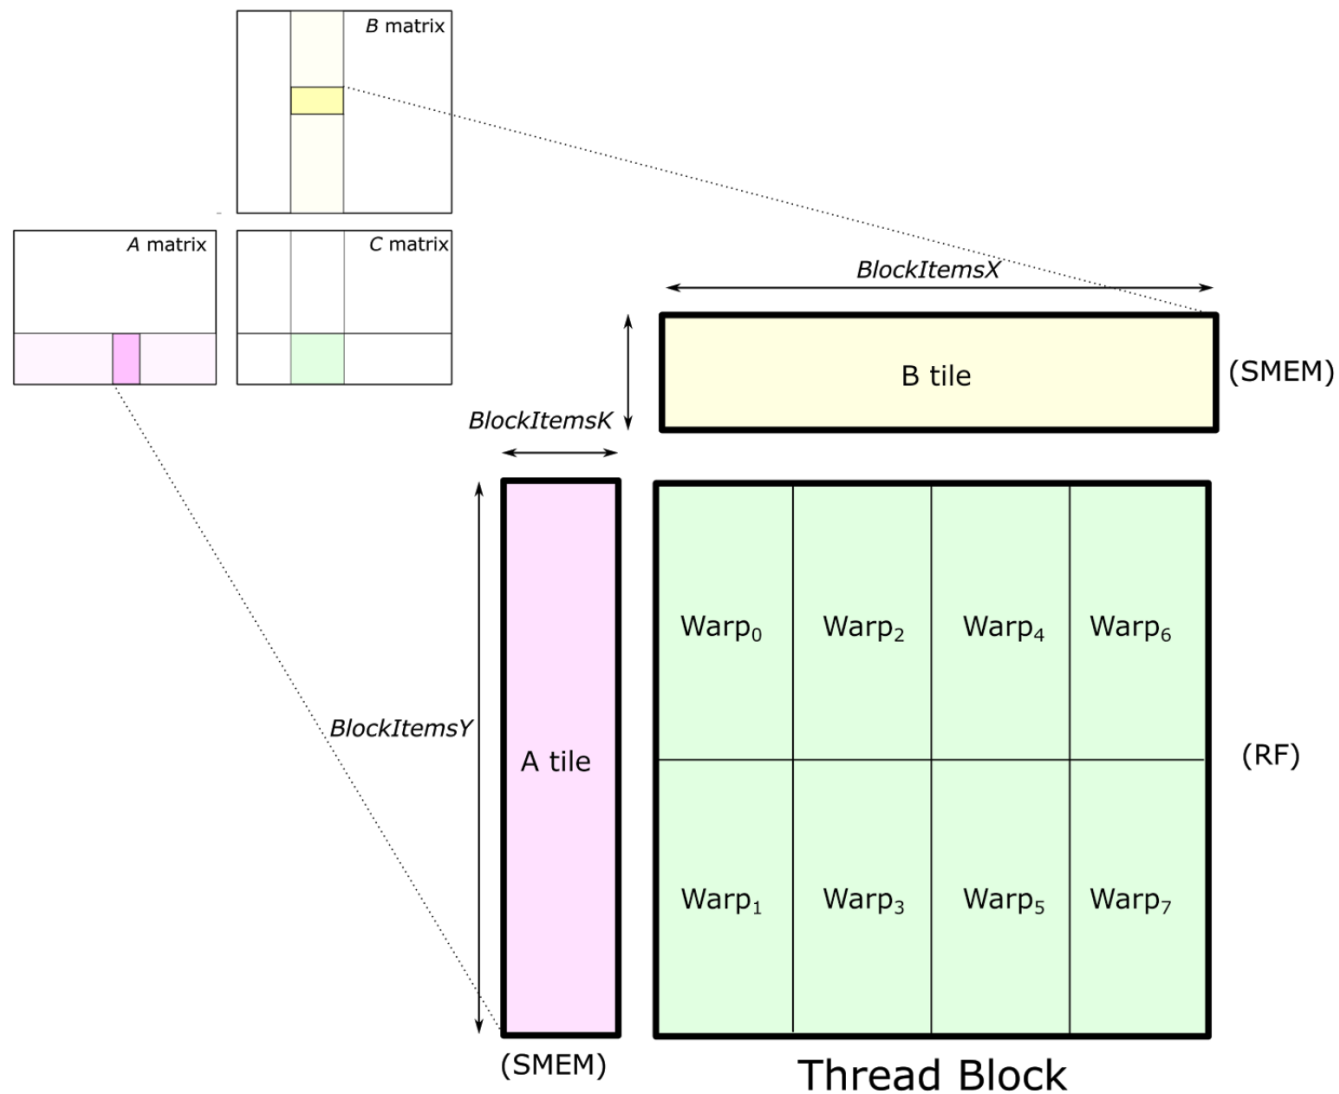 B matrix
A matrix
C matrix
BlockItemsX
B tile
(SMEM)
BlockItemsK
BlockItemsY
A tile
(SMEM)
Warp₀ Warp₂ Warp₄ Warp₆
(RF)
Warp₁ Warp₃ Warp₅ Warp₇
Thread Block